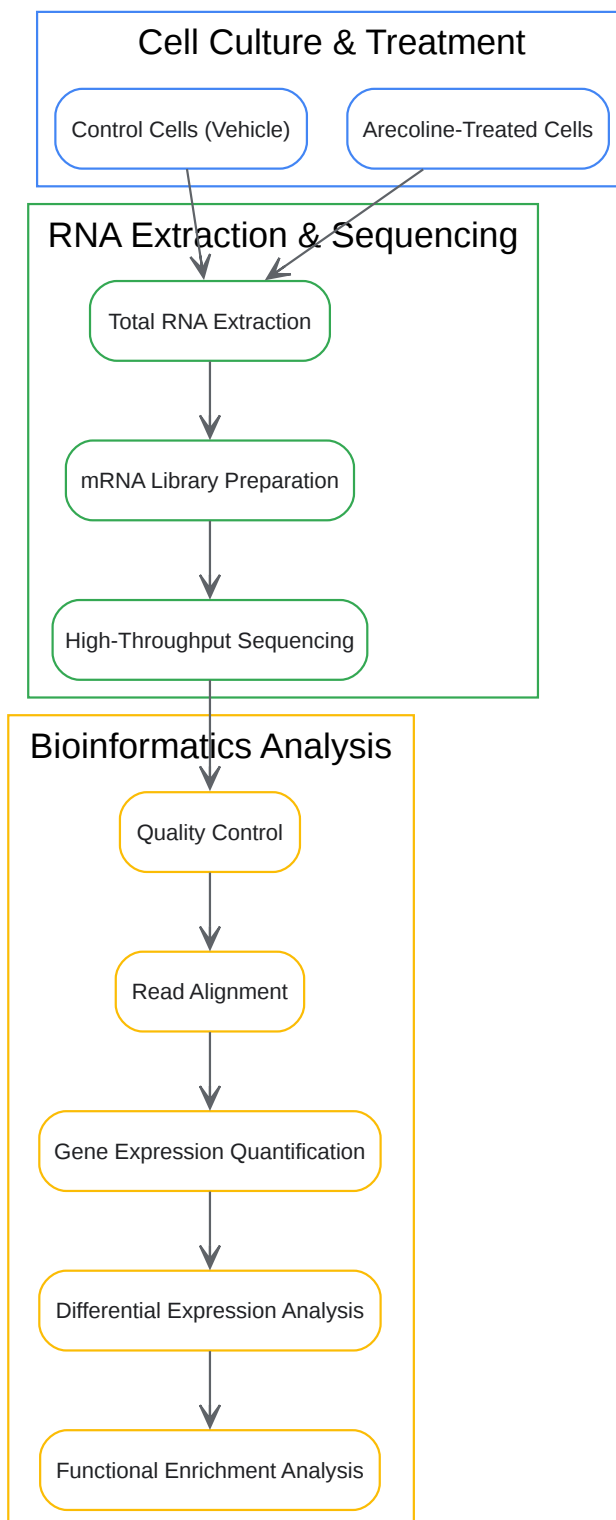 Cell Culture & Treatment
Control Cells (Vehicle)
Arecoline-Treated Cells
RNA Extraction & Sequencing
Total RNA Extraction
mRNA Library Preparation
High-Throughput Sequencing
Bioinformatics Analysis
Quality Control
Read Alignment
Gene Expression Quantification
Differential Expression Analysis
Functional Enrichment Analysis